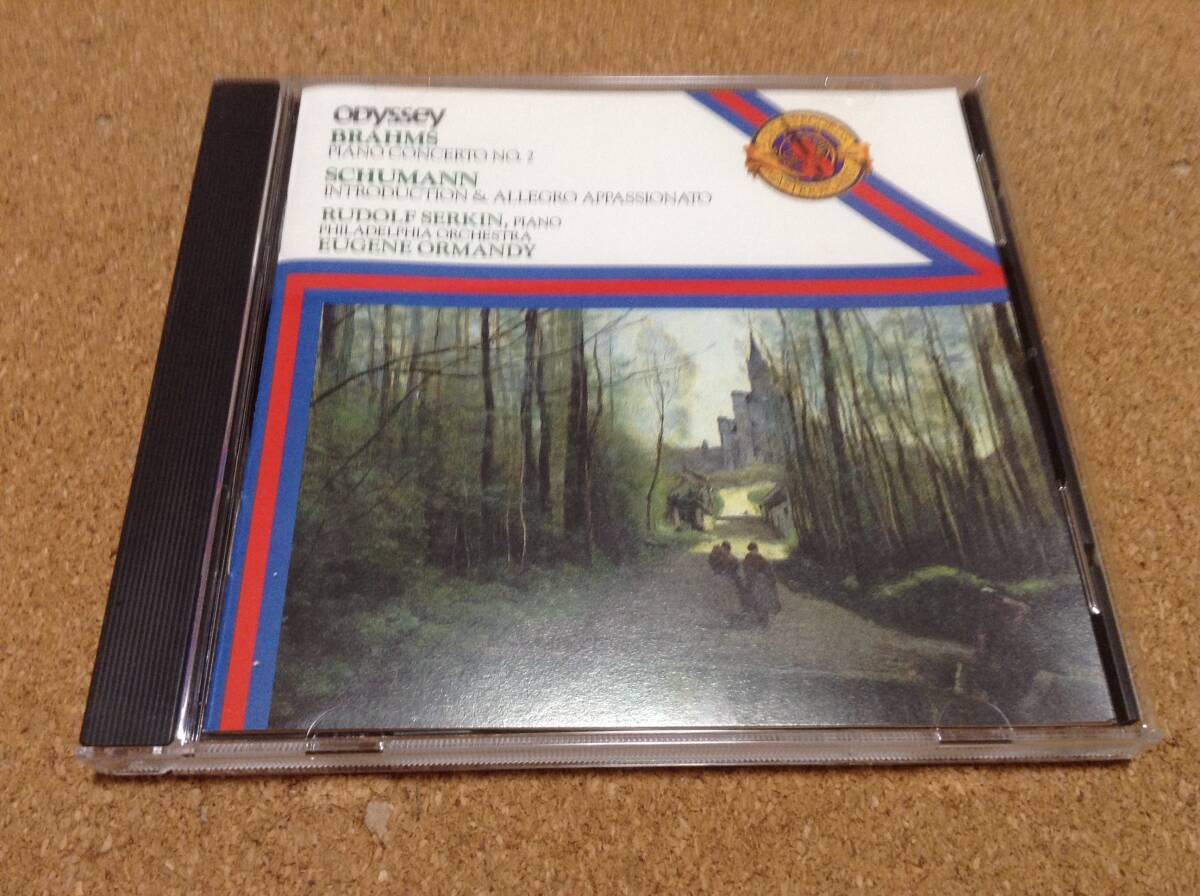 ODYSSEY
BRAHMS
PIANO CONCERTO NO. 2
SCHUMANN
INTRODUCTION & ALLEGRO APPASSIONATO
RUDOLF SERKIN, PIANO
PHILADELPHIA ORCHESTRA
EUGENE ORMANDY